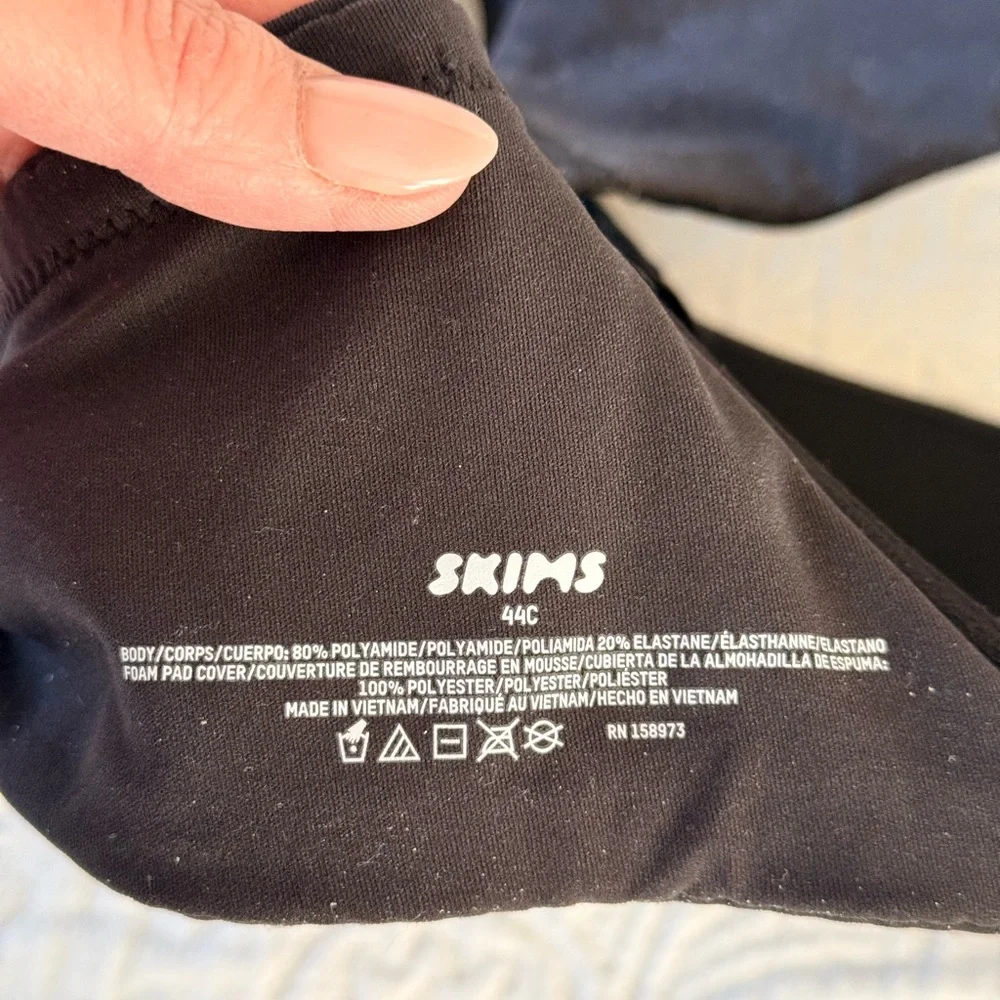 SKIMS
44C
BODY/CORPS/CUERPO: 80% POLYAMIDE/POLYAMIDE/POLIAMIDA 20% ELASTANE/ÉLASTHANNE/ELASTANO
FOAM PAD COVER/COUVERTURE DE REMBOURRAGE EN MOUSSE/CUBIERTA DE LA ALMOHADILLA DE ESPUMA:
100% POLYESTER/POLYESTER/POLIÉSTER
MADE IN VIETNAM/FABRIQUÉ AU VIETNAM/HECHO EN VIETNAM
RN 158973